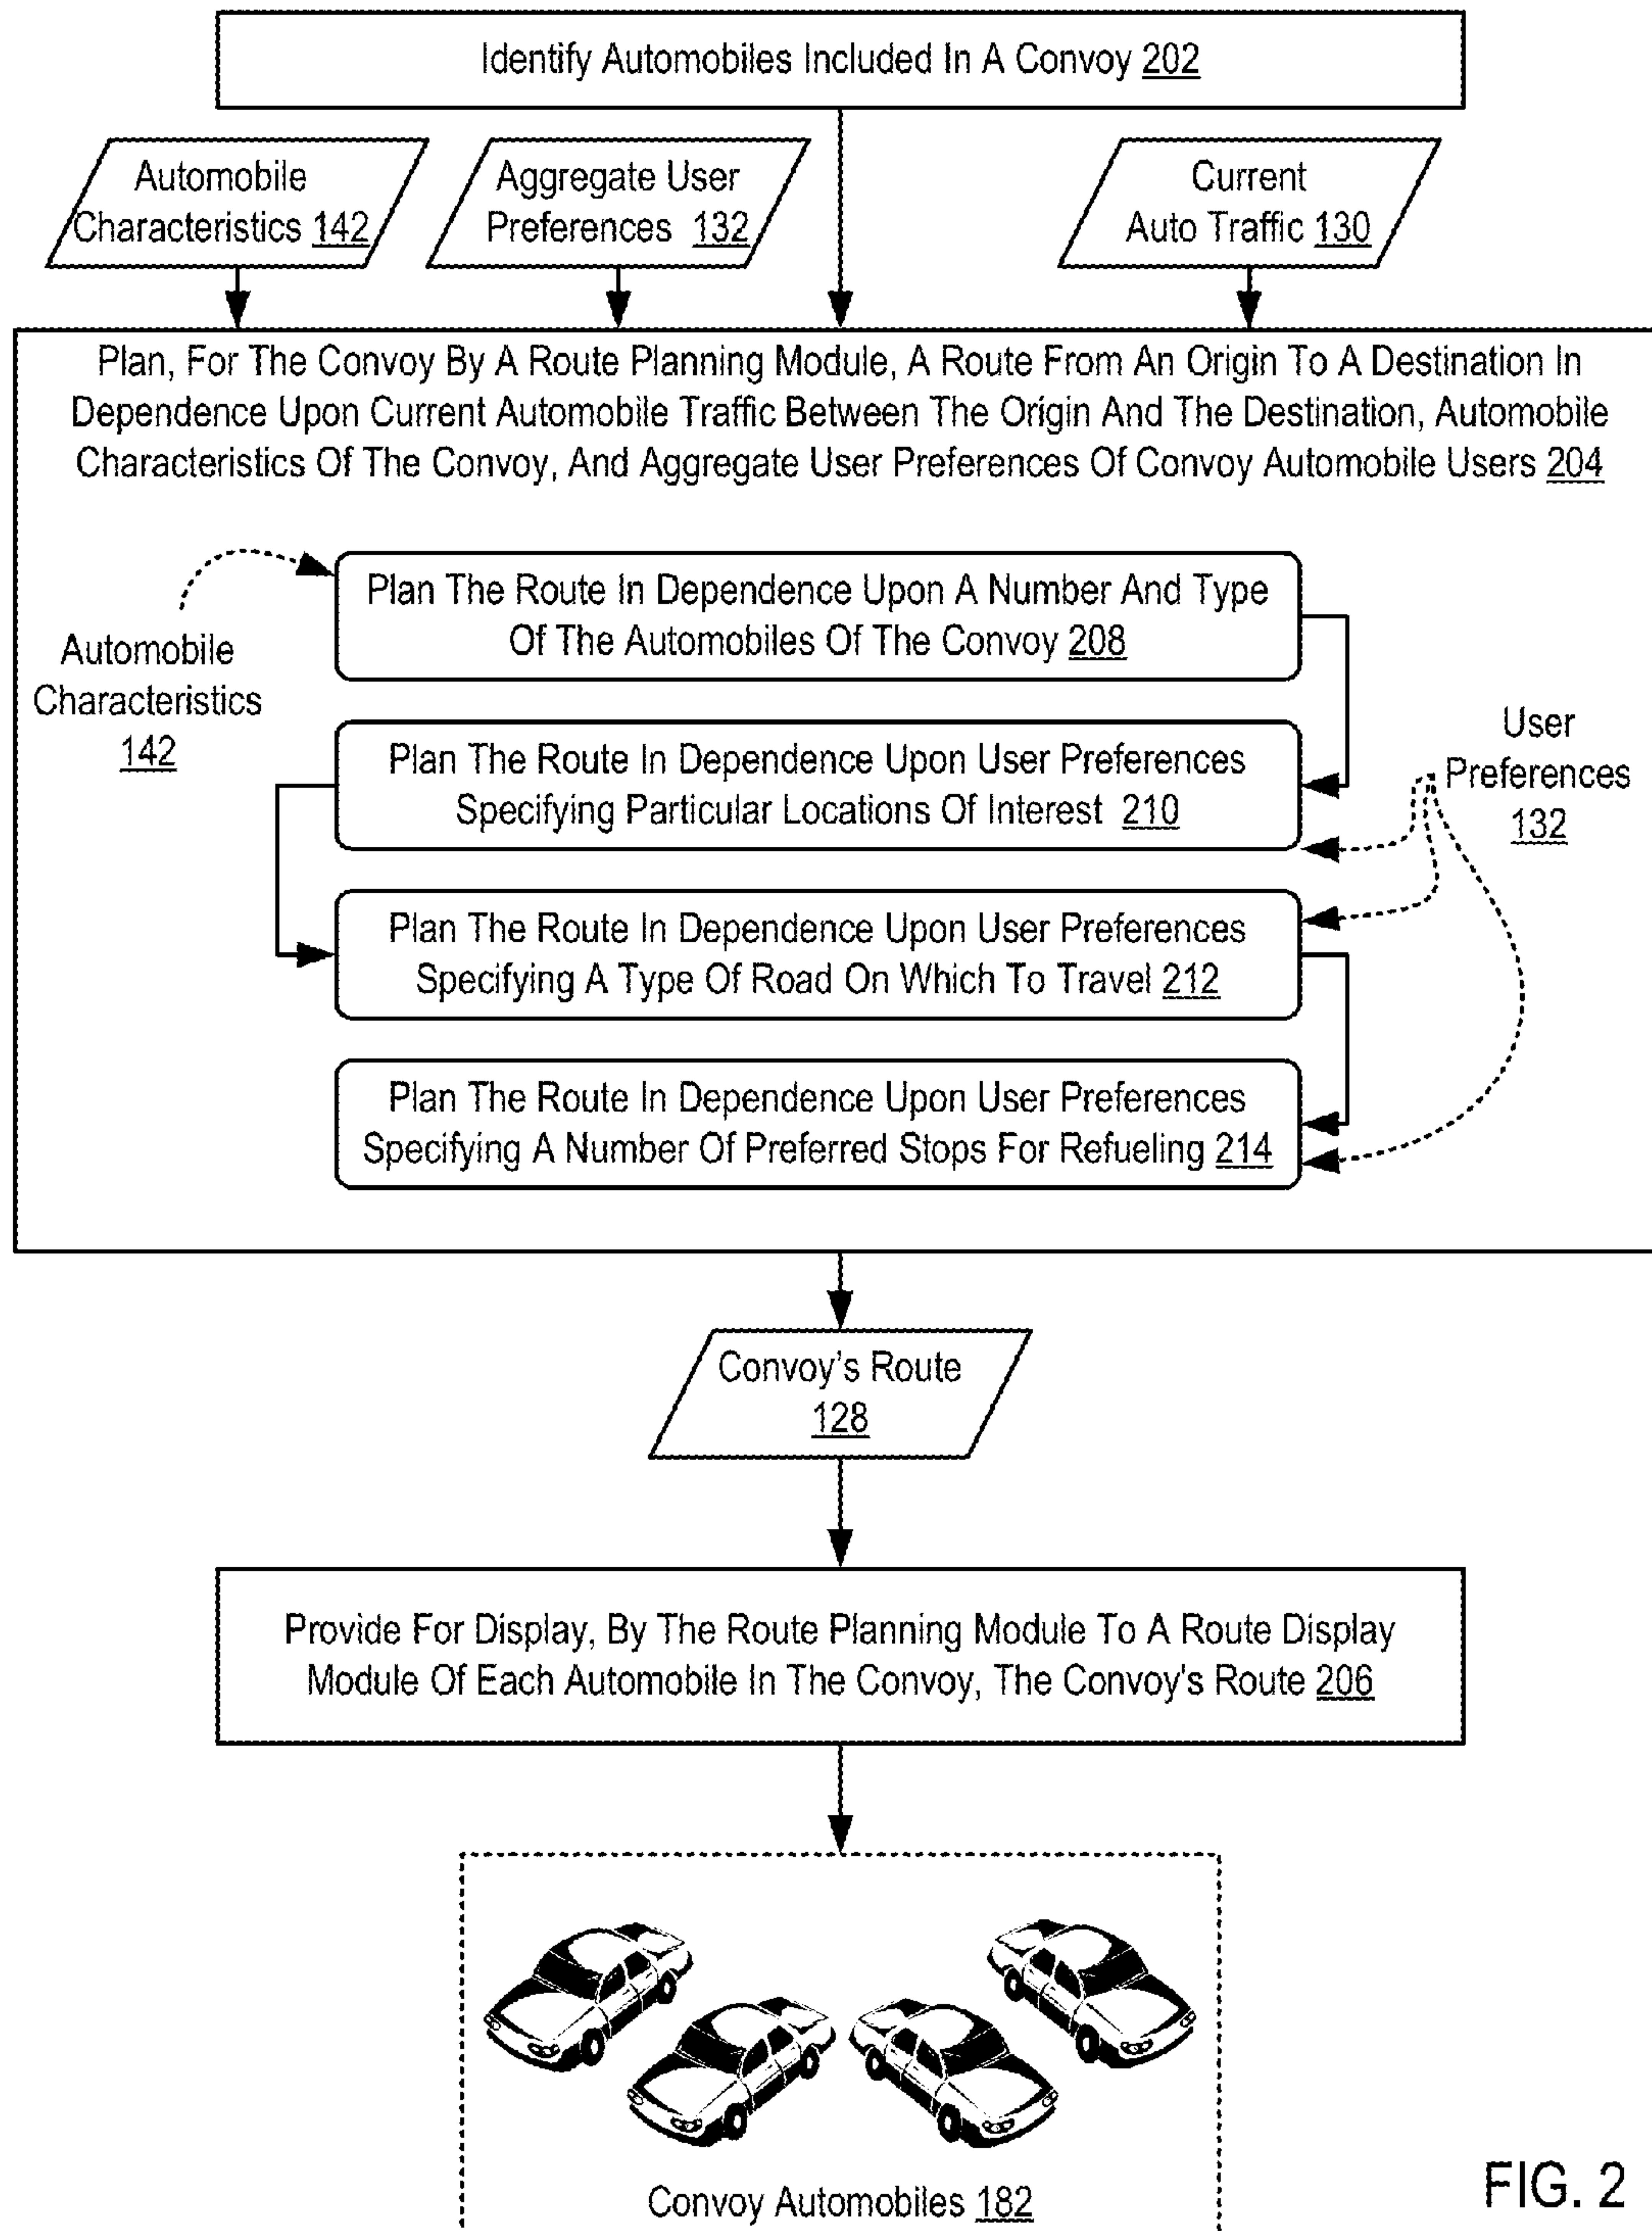 Identify Automobiles Included In A Convoy 202
Automobile
Characteristics 142
Aggregate User
Preferences 132
Current
Auto Traffic 130
Plan, For The Convoy By A Route Planning Module, A Route From An Origin To A Destination In
Dependence Upon Current Automobile Traffic Between The Origin And The Destination, Automobile
Characteristics Of The Convoy, And Aggregate User Preferences Of Convoy Automobile Users 204
Plan The Route In Dependence Upon A Number And Type
Of The Automobiles Of The Convoy 208
Automobile
Characteristics
142
Plan The Route In Dependence Upon User Preferences
Specifying Particular Locations Of Interest 210
User
Preferences
132
Plan The Route In Dependence Upon User Preferences
Specifying A Type Of Road On Which To Travel 212
Plan The Route In Dependence Upon User Preferences
Specifying A Number Of Preferred Stops For Refueling 214
Convoy's Route
128
Provide For Display, By The Route Planning Module To A Route Display
Module Of Each Automobile In The Convoy, The Convoy's Route 206
Convoy Automobiles 182
FIG. 2